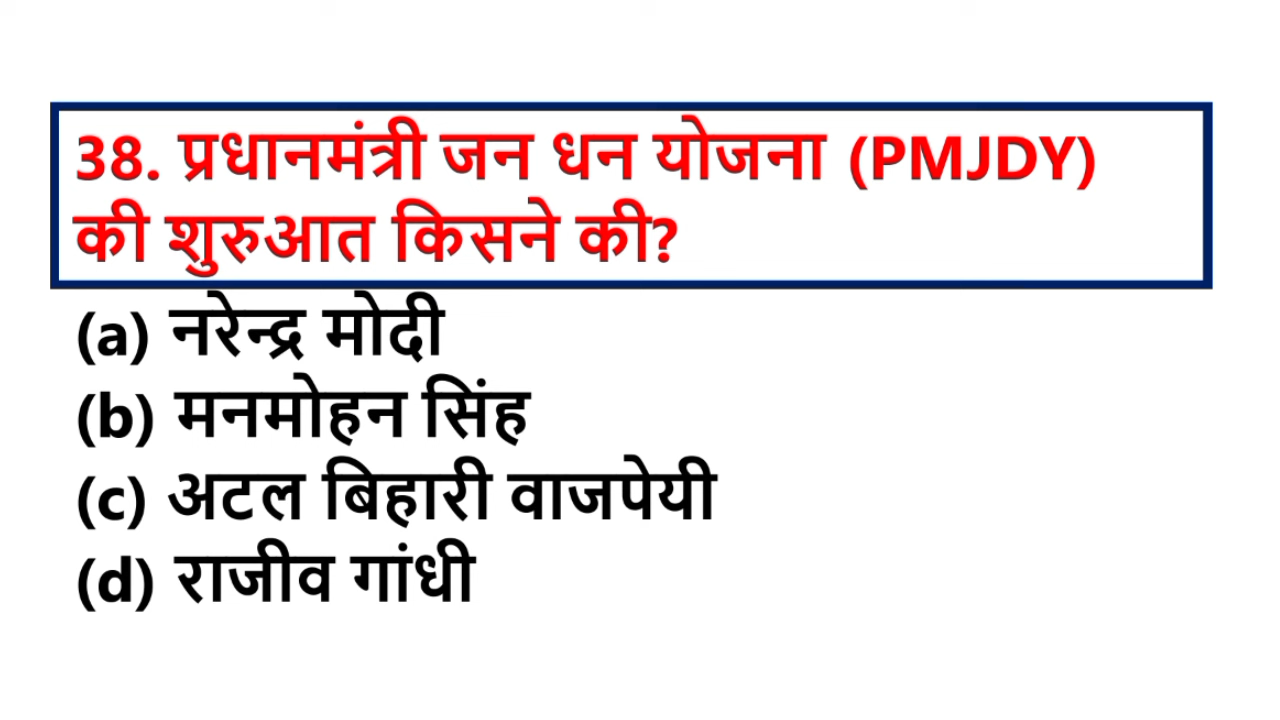 38. प्रधानमंत्री जन धन योजना (PMJDY)
की शुरुआत किसने की?
(a) नरेन्द्र मोदी
(b) मनमोहन सिंह
(c) अटल बिहारी वाजपेयी
(d) राजीव गांधी